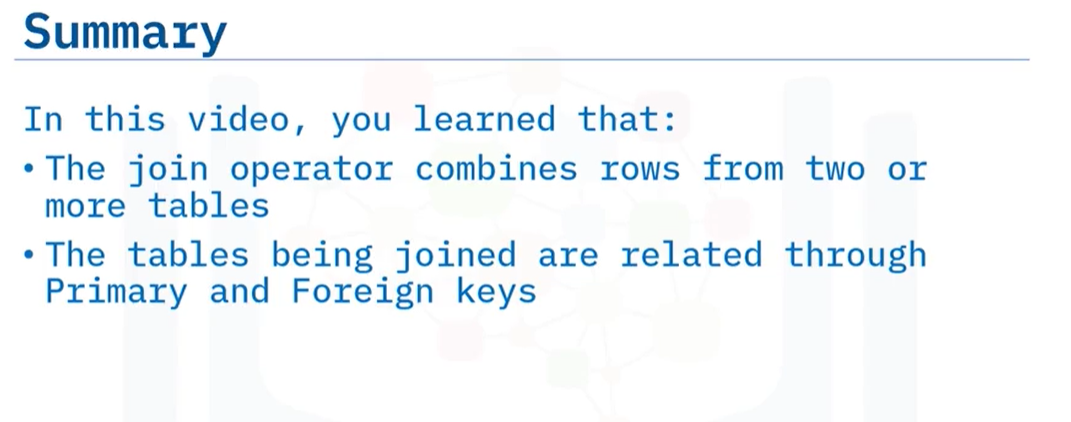 Summary
In this video, you learned that:
• The join operator combines rows from two or
more tables
• The tables being joined are related through
Primary and Foreign keys